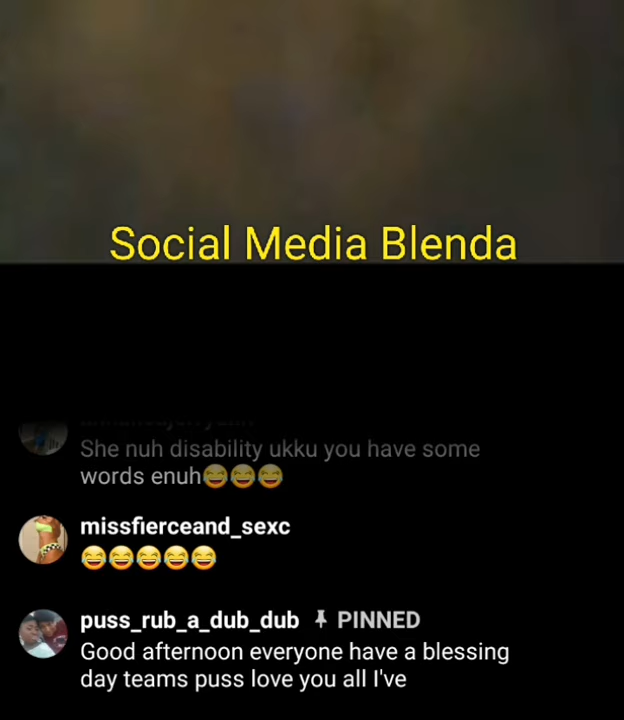 Social Media Blenda
She nuh disability ukku you have some
words enuh😂😂😂
missfierceand_sexc
😂😂😂😂😂
puss_rub_a_dub_dub 📌 PINNED
Good afternoon everyone have a blessing
day teams puss love you all I've